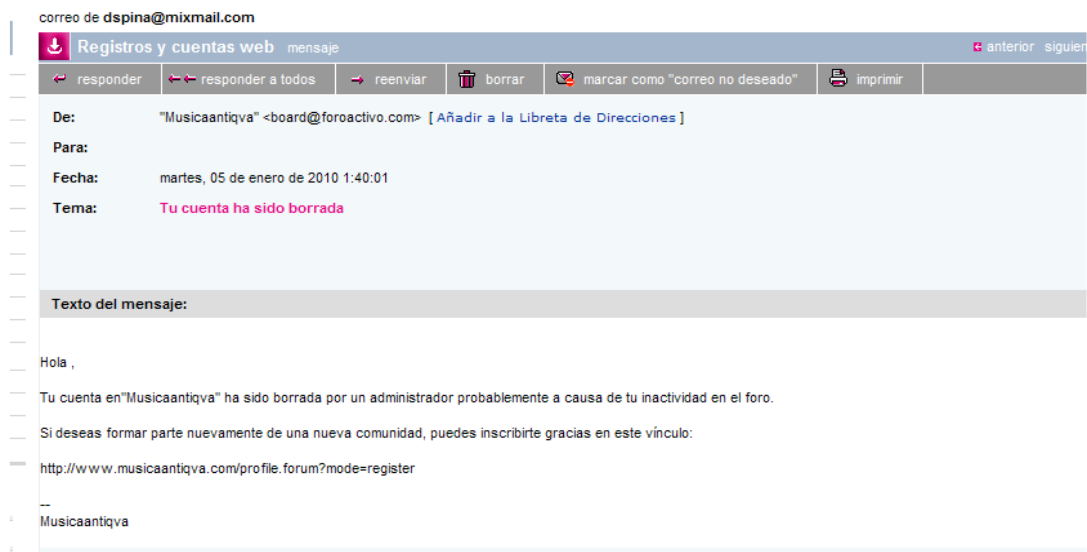 correo de dspina@mixmail.com
Registros y cuentas web mensaje anterior siguien
responder responder a todos reenviar borrar marcar como "correo no deseado" imprimir
De: "Musicaantiqva" <board@foroactivo.com> [ Añadir a la Libreta de Direcciones ]
Para:
Fecha: martes, 05 de enero de 2010 1:40:01
Tema: Tu cuenta ha sido borrada
Texto del mensaje:
Hola ,
Tu cuenta en"Musicaantiqva" ha sido borrada por un administrador probablemente a causa de tu inactividad en el foro.
Si deseas formar parte nuevamente de una nueva comunidad, puedes inscribirte gracias en este vínculo:
http://www.musicaantiqva.com/profile.forum?mode=register
--
Musicaantiqva